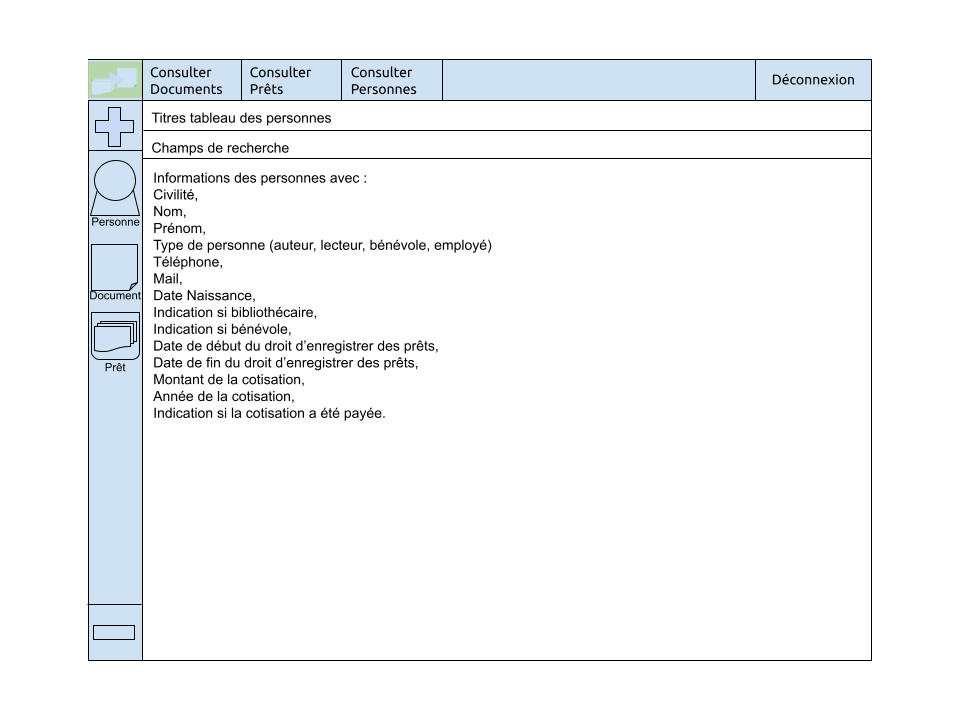 Consulter
Documents
Consulter
Prêts
Consulter
Personnes
Déconnexion
Titres tableau des personnes
Champs de recherche
Personne
Document
Prêt
Informations des personnes avec :
Civilité,
Nom,
Prénom,
Type de personne (auteur, lecteur, bénévole, employé)
Téléphone,
Mail,
Date Naissance,
Indication si bibliothécaire,
Indication si bénévole,
Date de début du droit d’enregistrer des prêts,
Date de fin du droit d’enregistrer des prêts,
Montant de la cotisation,
Année de la cotisation,
Indication si la cotisation a été payée.